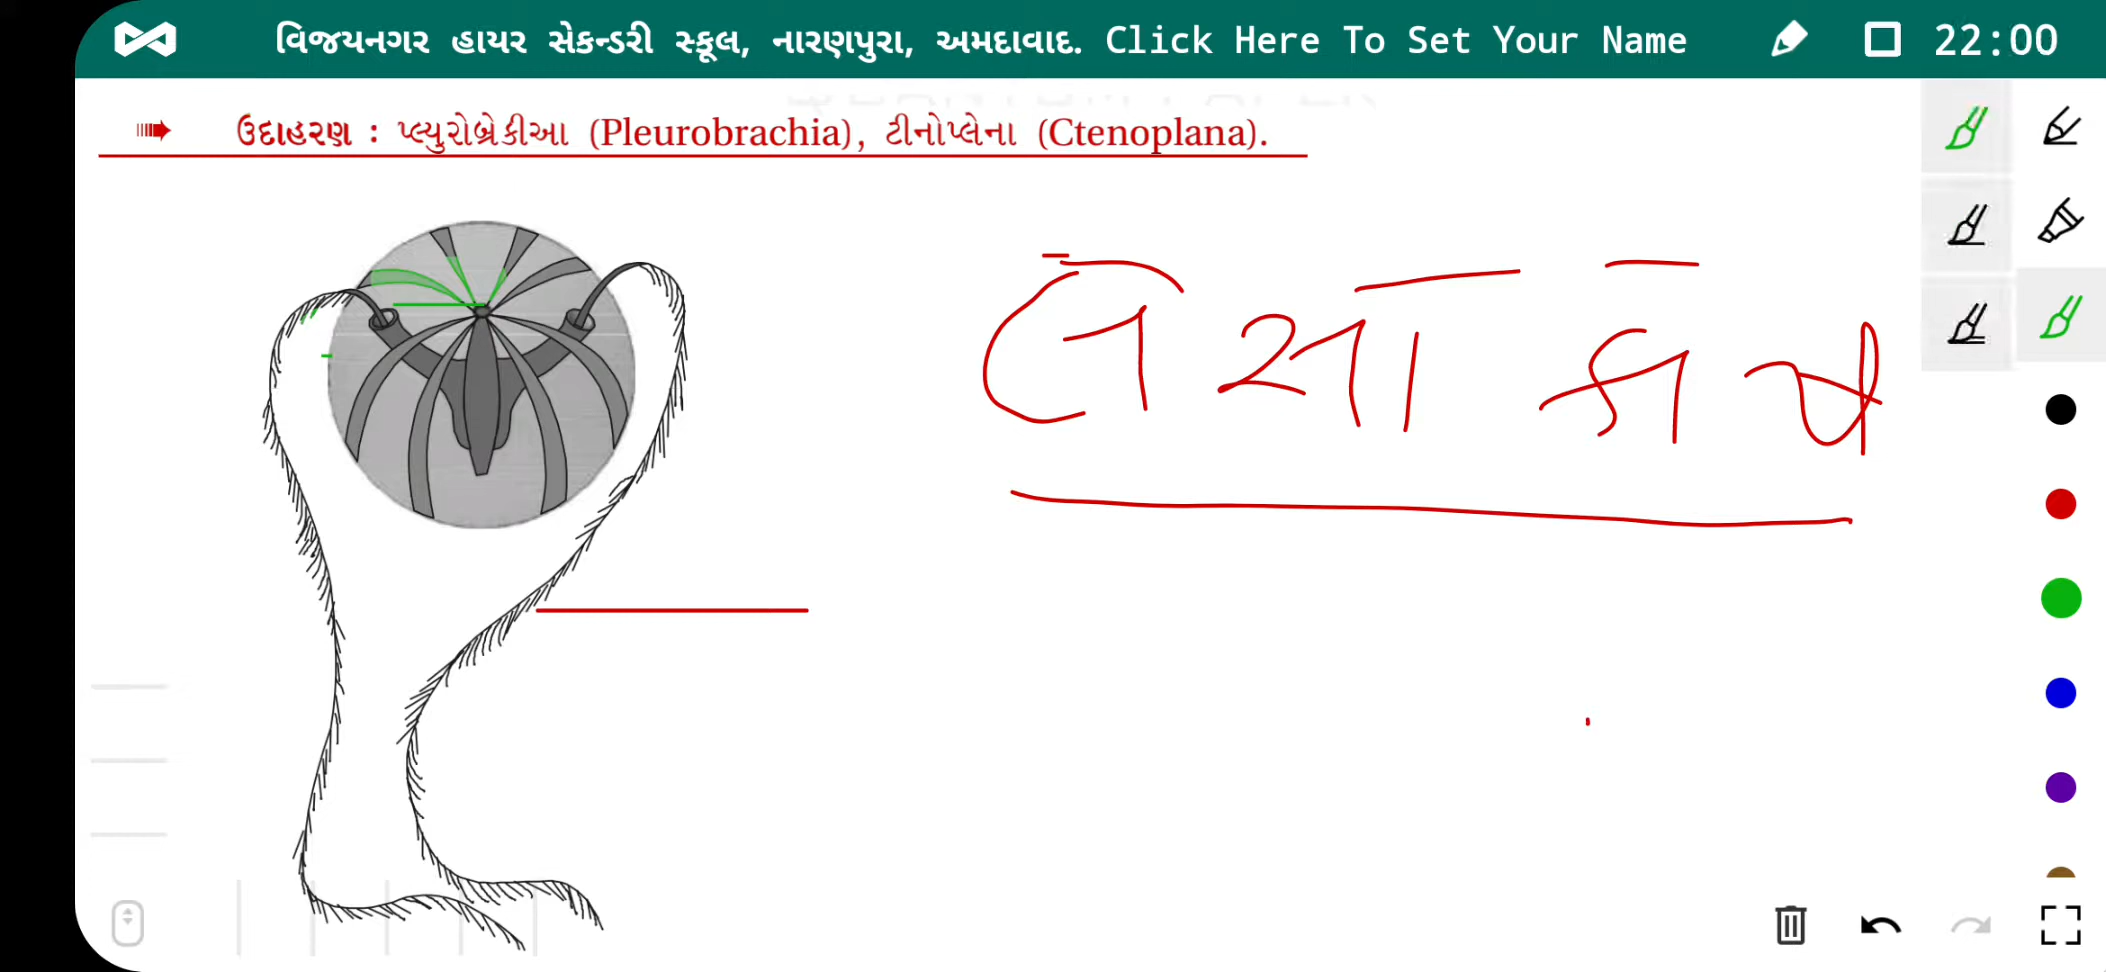 વિજયનગર હાયર સેકન્ડરી સ્કૂલ, નારણપુરા, અમદાવાદ. Click Here To Set Your Name 22:00
ઉદાહરણ : પ્લ્યુરોબ્રેકીઆ (Pleurobrachia), ટીનોપ્લેના (Ctenoplana).